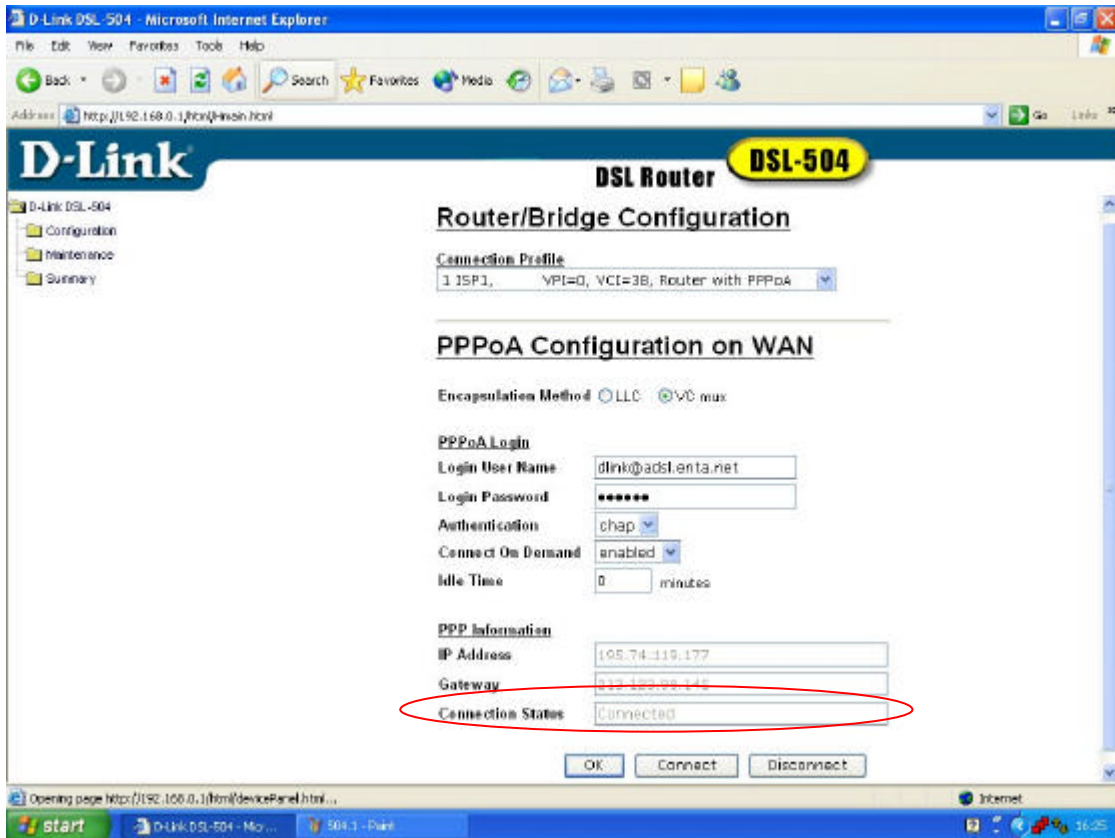 D-Link DSL-504 - Microsoft Internet Explorer
File Edit View Favorites Tools Help
Back Search Favorites Media
Address http://192.168.0.1/html/Hmain.html Go Links »
D-Link
DSL Router DSL-504
D-Link DSL-504
Configuration
Maintenance
Summary
Router/Bridge Configuration
Connection Profile
1 ISP1, VPI=0, VCI=38, Router with PPPoA
PPPoA Configuration on WAN
Encapsulation Method LLC VC mux
PPPoA Login
Login User Name dlink@adsl.enta.net
Login Password ••••••
Authentication chap
Connect On Demand enabled
Idle Time 0 minutes
PPP Information
IP Address 195.74.119.177
Gateway
Connection Status Connected
OK Connect Disconnect
Opening page http://192.168.0.1/html/devicePanel.html... Internet
start D-Link DSL-504 - Mic... 504.1 - Paint 16:25